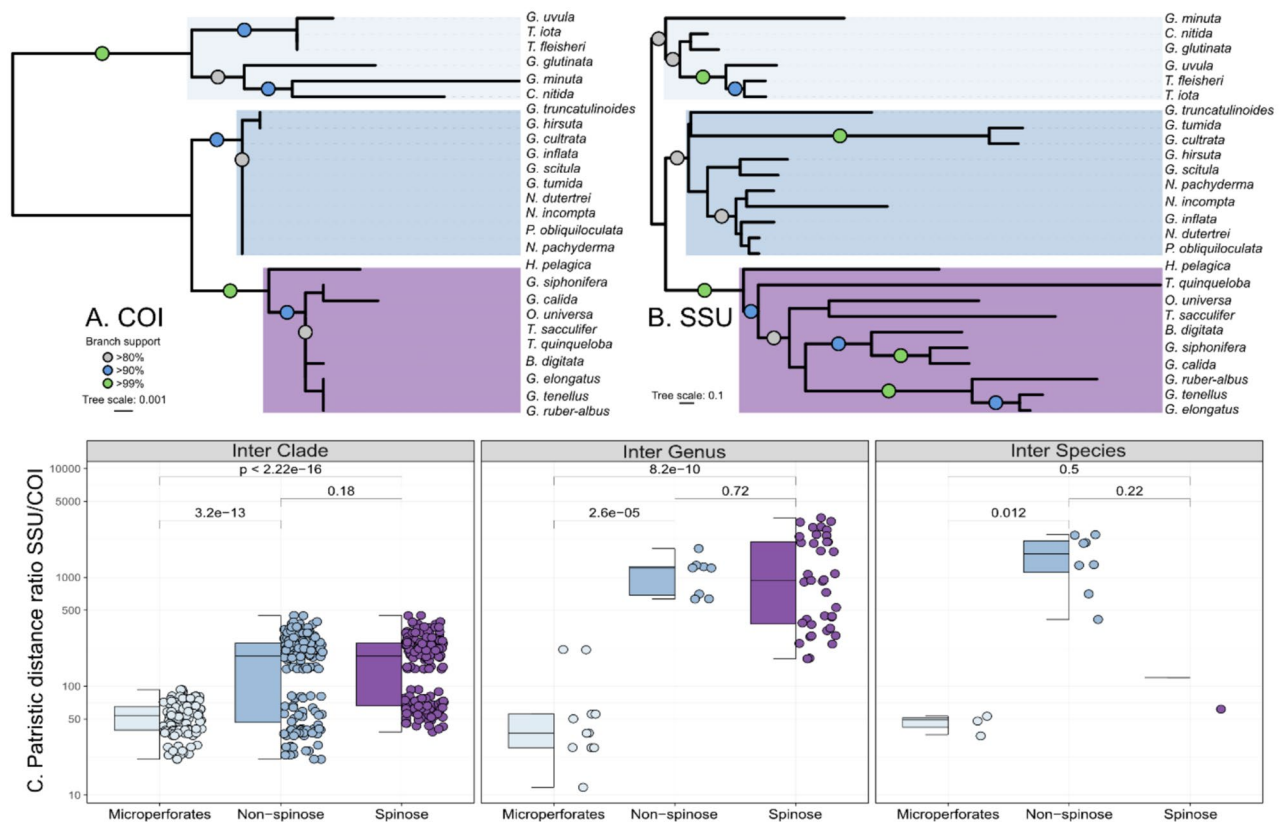 G. uvula
T. iota
T. fleisheri
G. glutinata
G. minuta
C. nitida
G. truncatulinoides
G. hirsuta
G. cultrata
G. inflata
G. scitula
G. tumida
N. dutertrei
N. incompta
P. obliquiloculata
N. pachyderma
H. pelagica
G. siphonifera
G. calida
O. universa
T. sacculifer
T. quinqueloba
B. digitata
G. elongatus
G. tenellus
G. ruber-albus
A. COI
Branch support
>80%
>90%
>99%
Tree scale: 0.001
G. minuta
C. nitida
G. glutinata
G. uvula
T. fleisheri
T. iota
G. truncatulinoides
G. tumida
G. cultrata
G. hirsuta
G. scitula
N. pachyderma
N. incompta
G. inflata
N. dutertrei
P. obliquiloculata
H. pelagica
T. quinqueloba
O. universa
T. sacculifer
B. digitata
G. siphonifera
G. calida
G. ruber-albus
G. tenellus
G. elongatus
B. SSU
Tree scale: 0.1
C. Patristic distance ratio SSU/COI
10000
5000
1000
500
100
50
10
Inter Clade
p < 2.22e-16
0.18
3.2e-13
Microperforates Non-spinose Spinose
Inter Genus
8.2e-10
0.72
2.6e-05
Microperforates Non-spinose Spinose
Inter Species
0.5
0.22
0.012
Microperforates Non-spinose Spinose